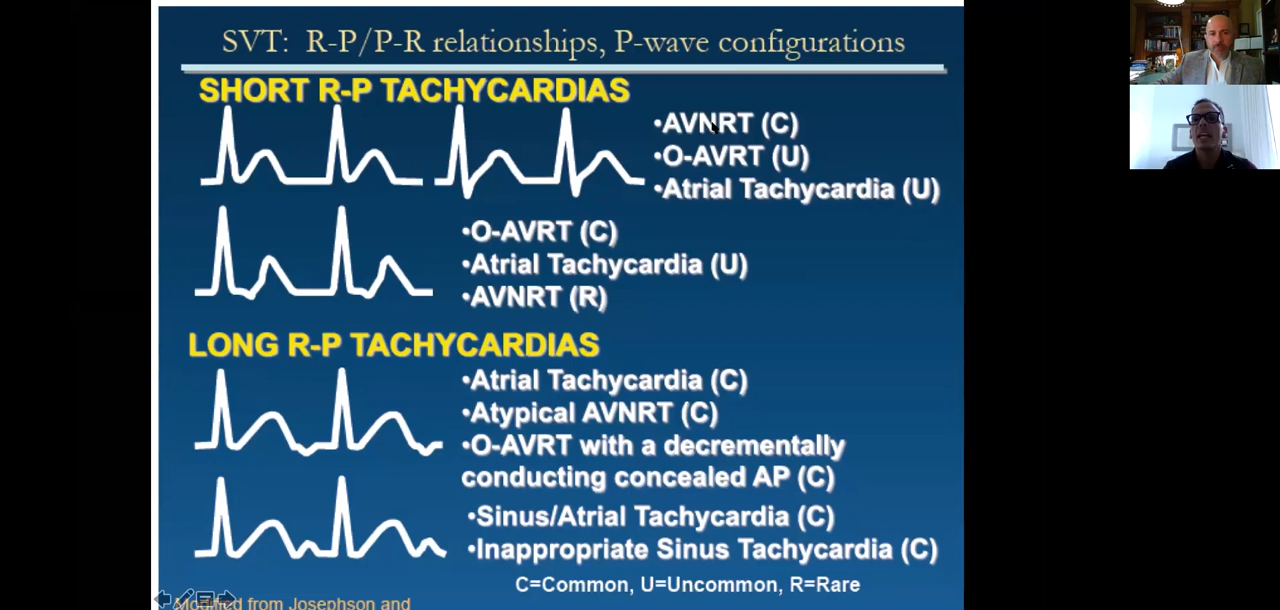 SVT: R-P/P-R relationships, P-wave configurations
SHORT R-P TACHYCARDIAS
•AVNRT (C)
•O-AVRT (U)
•Atrial Tachycardia (U)
•O-AVRT (C)
•Atrial Tachycardia (U)
•AVNRT (R)
LONG R-P TACHYCARDIAS
•Atrial Tachycardia (C)
•Atypical AVNRT (C)
•O-AVRT with a decrementally
conducting concealed AP (C)
•Sinus/Atrial Tachycardia (C)
•Inappropriate Sinus Tachycardia (C)
C=Common, U=Uncommon, R=Rare
Modified from Josephson and